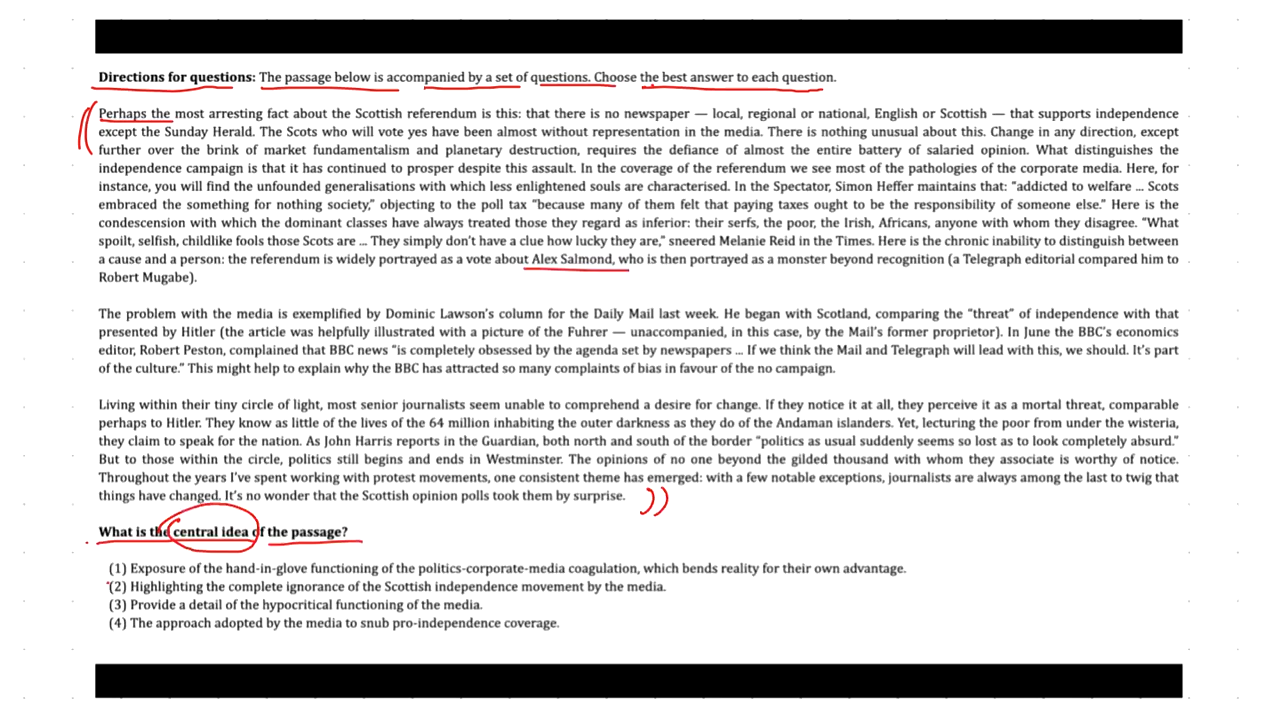 Directions for questions: The passage below is accompanied by a set of questions. Choose the best answer to each question.
Perhaps the most arresting fact about the Scottish referendum is this: that there is no newspaper — local, regional or national, English or Scottish — that supports independence
except the Sunday Herald. The Scots who will vote yes have been almost without representation in the media. There is nothing unusual about this. Change in any direction, except
further over the brink of market fundamentalism and planetary destruction, requires the defiance of almost the entire battery of salaried opinion. What distinguishes the
independence campaign is that it has continued to prosper despite this assault. In the coverage of the referendum we see most of the pathologies of the corporate media. Here, for
instance, you will find the unfounded generalisations with which less enlightened souls are characterised. In the Spectator, Simon Heffer maintains that: "addicted to welfare ... Scots
embraced the something for nothing society," objecting to the poll tax "because many of them felt that paying taxes ought to be the responsibility of someone else." Here is the
condescension with which the dominant classes have always treated those they regard as inferior: their serfs, the poor, the Irish, Africans, anyone with whom they disagree. "What
spoilt, selfish, childlike fools those Scots are ... They simply don't have a clue how lucky they are," sneered Melanie Reid in the Times. Here is the chronic inability to distinguish between
a cause and a person: the referendum is widely portrayed as a vote about Alex Salmond, who is then portrayed as a monster beyond recognition (a Telegraph editorial compared him to
Robert Mugabe).
The problem with the media is exemplified by Dominic Lawson's column for the Daily Mail last week. He began with Scotland, comparing the "threat" of independence with that
presented by Hitler (the article was helpfully illustrated with a picture of the Fuhrer — unaccompanied, in this case, by the Mail's former proprietor). In June the BBC's economics
editor, Robert Peston, complained that BBC news "is completely obsessed by the agenda set by newspapers ... If we think the Mail and Telegraph will lead with this, we should. It's part
of the culture." This might help to explain why the BBC has attracted so many complaints of bias in favour of the no campaign.
Living within their tiny circle of light, most senior journalists seem unable to comprehend a desire for change. If they notice it at all, they perceive it as a mortal threat, comparable
perhaps to Hitler. They know as little of the lives of the 64 million inhabiting the outer darkness as they do of the Andaman islanders. Yet, lecturing the poor from under the wisteria,
they claim to speak for the nation. As John Harris reports in the Guardian, both north and south of the border "politics as usual suddenly seems so lost as to look completely absurd."
But to those within the circle, politics still begins and ends in Westminster. The opinions of no one beyond the gilded thousand with whom they associate is worthy of notice.
Throughout the years I've spent working with protest movements, one consistent theme has emerged: with a few notable exceptions, journalists are always among the last to twig that
things have changed. It's no wonder that the Scottish opinion polls took them by surprise.
What is the central idea of the passage?
(1) Exposure of the hand-in-glove functioning of the politics-corporate-media coagulation, which bends reality for their own advantage.
(2) Highlighting the complete ignorance of the Scottish independence movement by the media.
(3) Provide a detail of the hypocritical functioning of the media.
(4) The approach adopted by the media to snub pro-independence coverage.